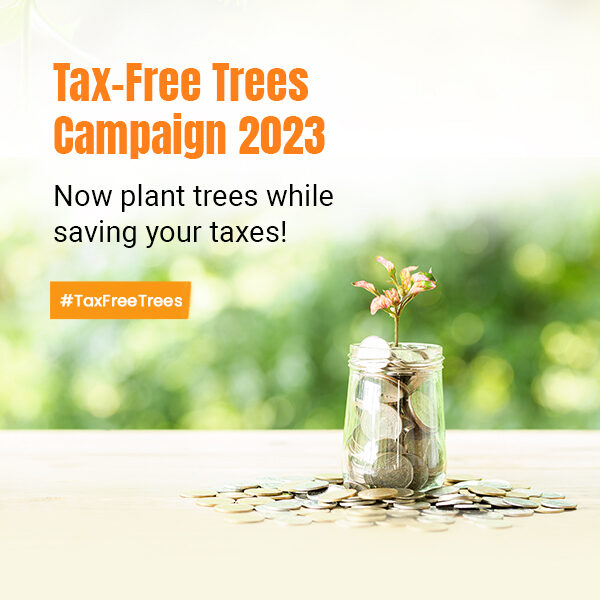 Tax-Free Trees
Campaign 2023
Now plant trees while
saving your taxes!
#TaxFreeTrees